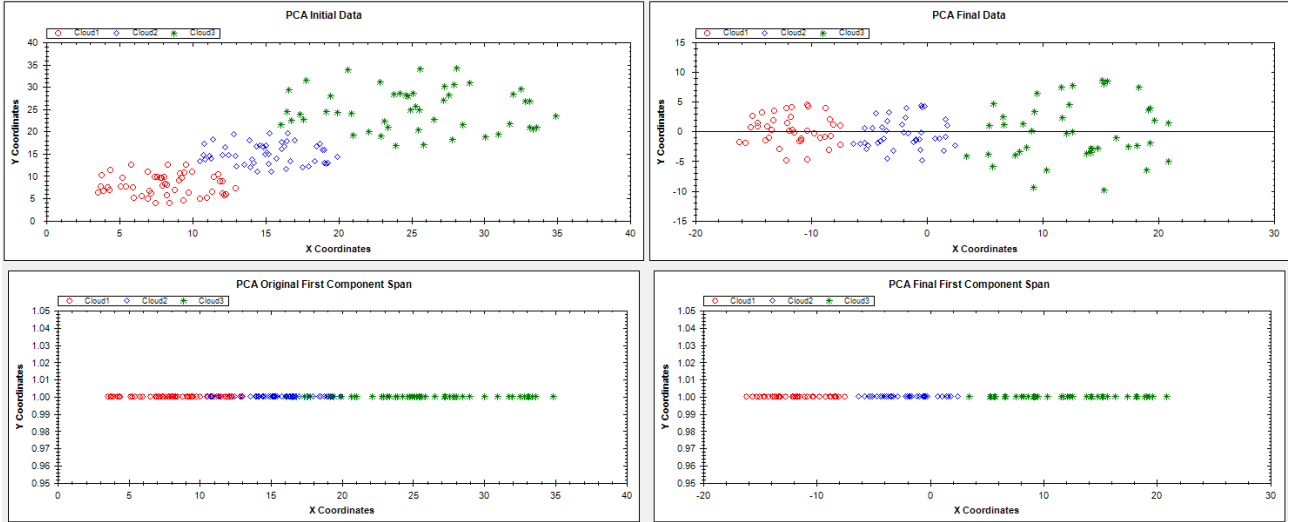 PCA Initial Data
Cloud1 Cloud2 Cloud3
40
35
30
25
20
15
10
5
0
Y Coordinates
0 5 10 15 20 25 30 35 40
X Coordinates
PCA Final Data
Cloud1 Cloud2 Cloud3
15
10
5
0
-5
-10
-15
Y Coordinates
-20 -10 0 10 20 30
X Coordinates
PCA Original First Component Span
Cloud1 Cloud2 Cloud3
1.05
1.04
1.03
1.02
1.01
1.00
0.99
0.98
0.97
0.96
0.95
Y Coordinates
0 5 10 15 20 25 30 35 40
X Coordinates
PCA Final First Component Span
Cloud1 Cloud2 Cloud3
1.05
1.04
1.03
1.02
1.01
1.00
0.99
0.98
0.97
0.96
0.95
Y Coordinates
-20 -10 0 10 20 30
X Coordinates